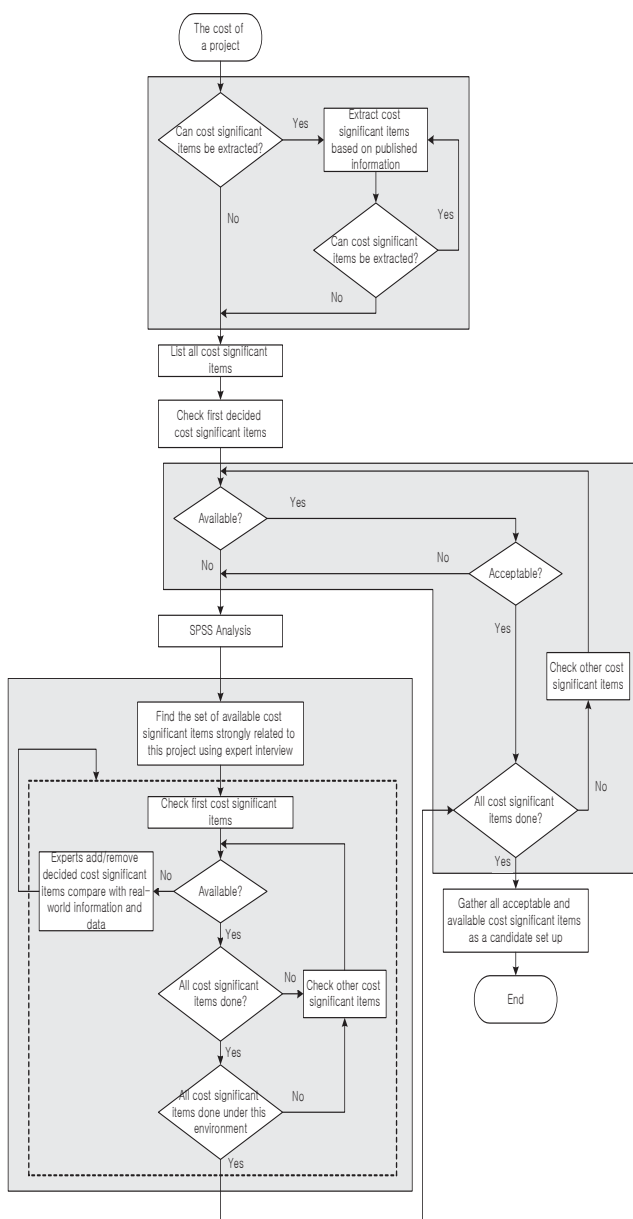 The cost of
a project
Can cost significant
items be extracted?
Yes
Extract cost
significant items
based on published
information
No
Yes
Can cost significant
items be extracted?
No
List all cost significant
items
Check first decided
cost significant items
Available?
Yes
No
No
Acceptable?
Yes
SPSS Analysis
Check other cost
significant items
Find the set of available cost
significant items strongly related to
this project using expert interview
Check first cost significant
items
All cost significant
items done?
No
Yes
Experts add/remove
decided cost significant
items compare with real-
world information and
data
No
Available?
Yes
Gather all acceptable and
available cost significant items
as a candidate set up
All cost significant
items done?
No
Check other cost
significant items
End
Yes
All cost significant
items done under this
environment
No
Yes